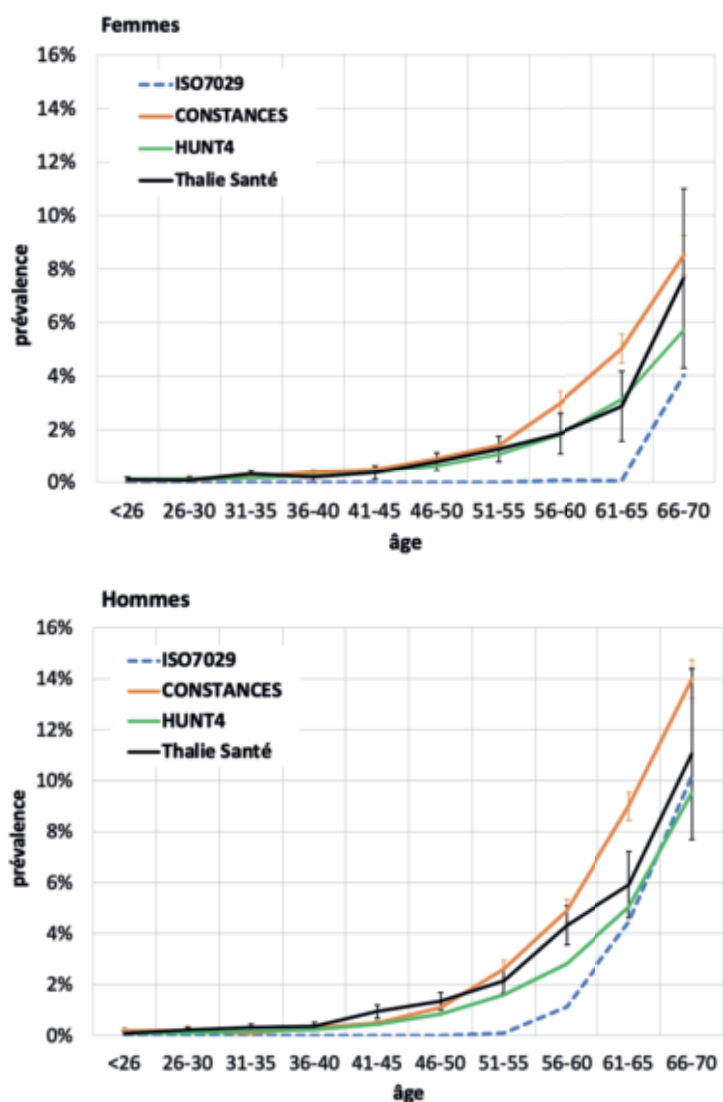 Femmes
16%
14%
12%
10%
8%
6%
4%
2%
0%
prévalence
ISO7029
CONSTANCES
HUNT4
Thalie Santé
<26 26-30 31-35 36-40 41-45 46-50 51-55 56-60 61-65 66-70
âge
Hommes
16%
14%
12%
10%
8%
6%
4%
2%
0%
prévalence
ISO7029
CONSTANCES
HUNT4
Thalie Santé
<26 26-30 31-35 36-40 41-45 46-50 51-55 56-60 61-65 66-70
âge